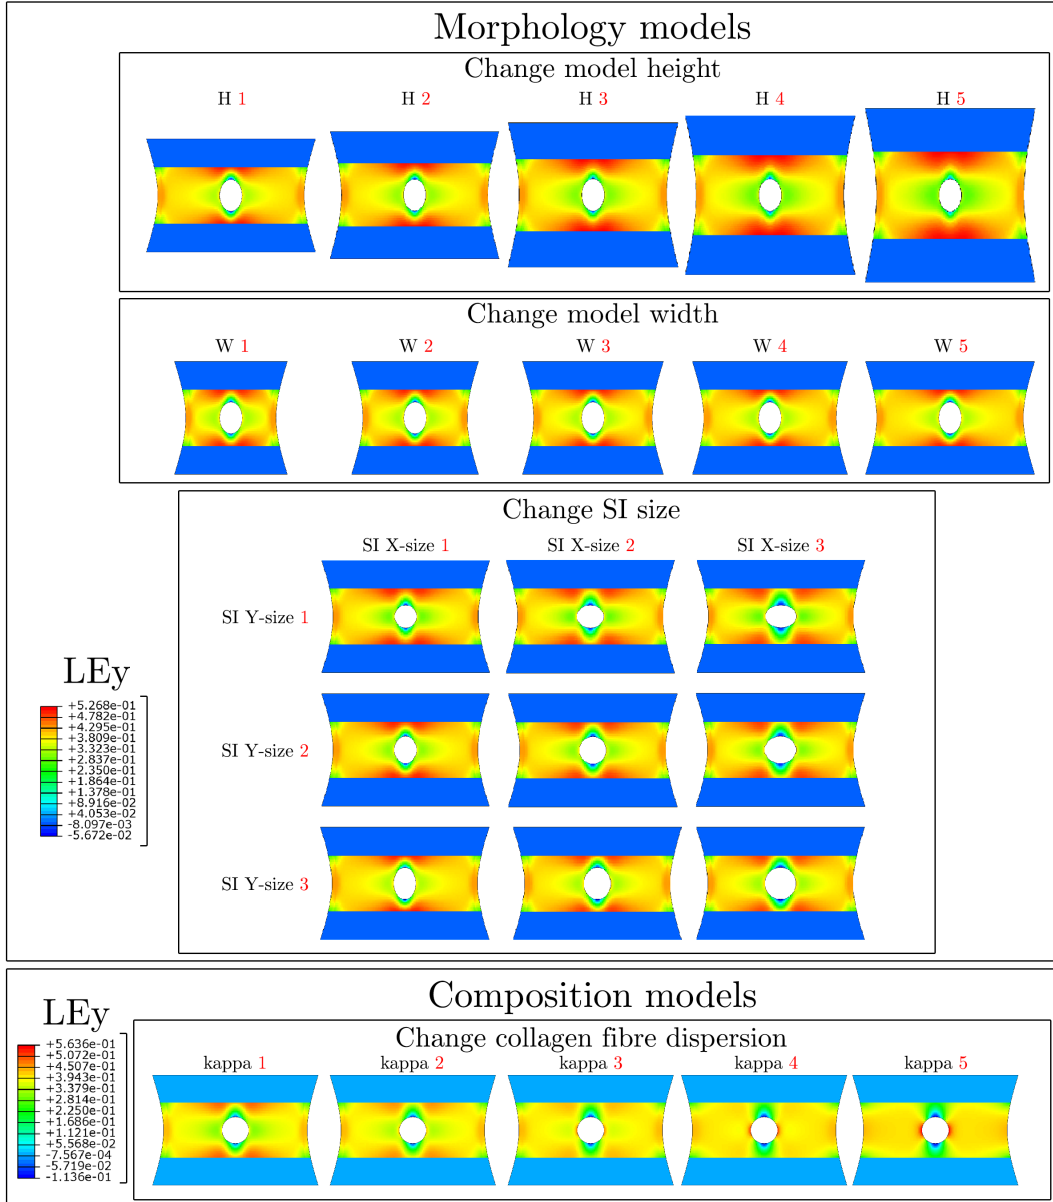 Morphology models
Change model height
H 1 H 2 H 3 H 4 H 5
Change model width
W 1 W 2 W 3 W 4 W 5
Change SI size
SI X-size 1 SI X-size 2 SI X-size 3
SI Y-size 1
SI Y-size 2
SI Y-size 3
LEy
+5.268e-01
+4.782e-01
+4.295e-01
+3.809e-01
+3.323e-01
+2.837e-01
+2.350e-01
+1.864e-01
+1.378e-01
+8.916e-02
+4.053e-02
-8.097e-03
-5.672e-02
Composition models
LEy
Change collagen fibre dispersion
kappa 1 kappa 2 kappa 3 kappa 4 kappa 5
+5.636e-01
+5.072e-01
+4.507e-01
+3.943e-01
+3.379e-01
+2.814e-01
+2.250e-01
+1.686e-01
+1.121e-01
+5.568e-02
-7.567e-04
-5.719e-02
-1.136e-01